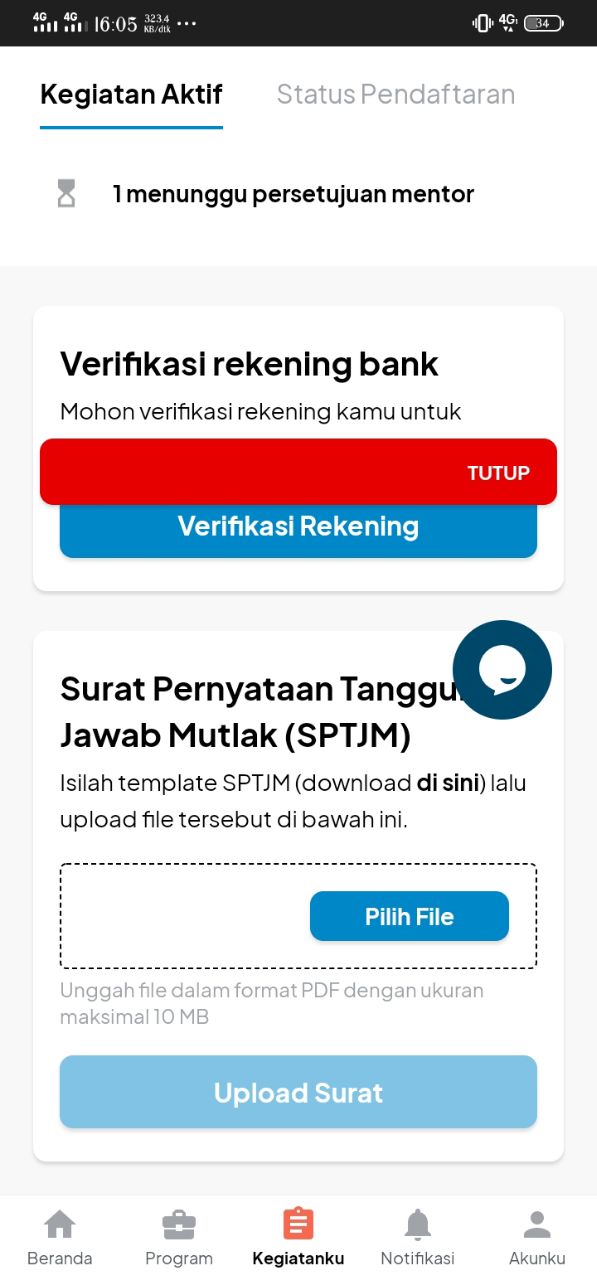 4G 4G 16:05 323.4 KB/dtk ... 4G 34
Kegiatan Aktif Status Pendaftaran
1 menunggu persetujuan mentor
Verifikasi rekening bank
Mohon verifikasi rekening kamu untuk
TUTUP
Verifikasi Rekening
Surat Pernyataan
Jawab Mutlak (SPTJM)
Isilah template SPTJM (download di sini) lalu
upload file tersebut di bawah ini.
Pilih File
Unggah file dalam format PDF dengan ukuran
maksimal 10 MB
Upload Surat
Beranda Program Kegiatanku Notifikasi Akunku